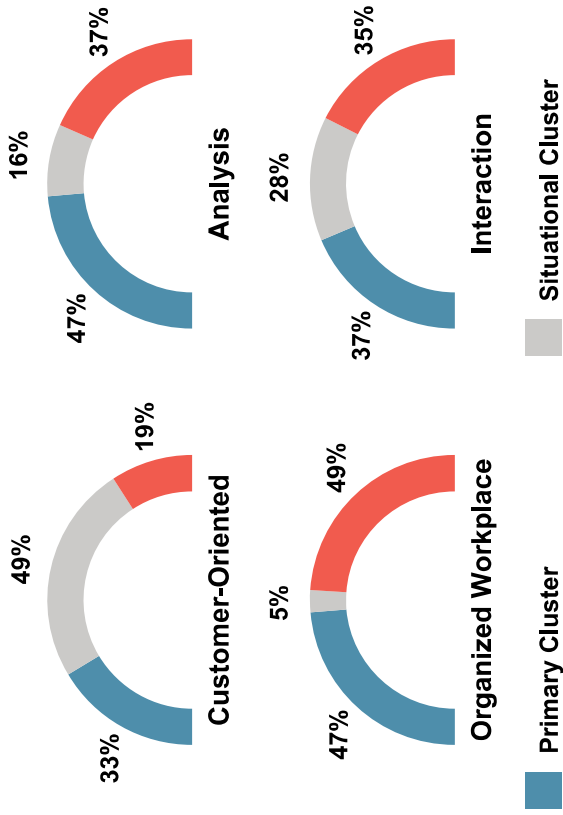 49%
33%
19%
Customer-Oriented
16%
47%
37%
Analysis
5%
47%
49%
Organized Workplace
28%
37%
35%
Interaction
Primary Cluster
Situational Cluster